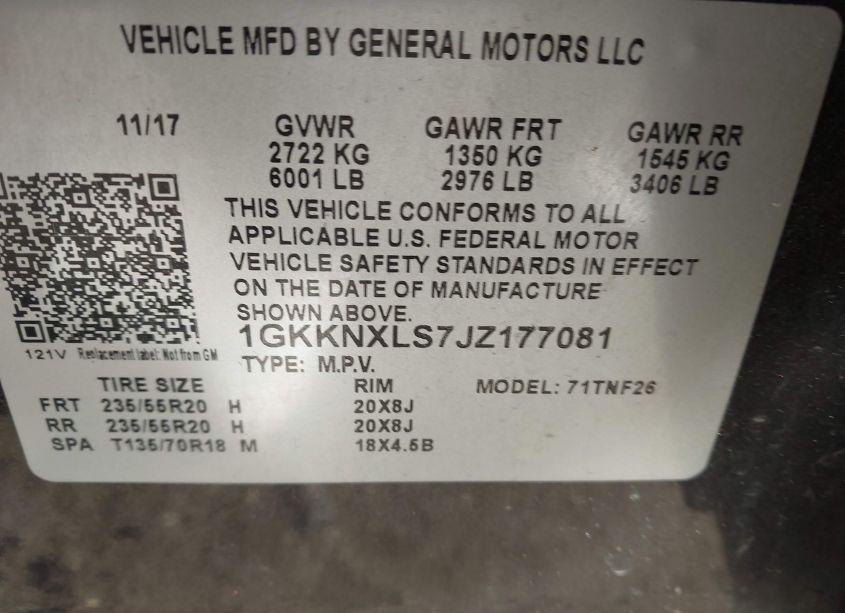 VEHICLE MFD BY GENERAL MOTORS LLC
11/17 GVWR GAWR FRT GAWR RR
2722 KG 1350 KG 1545 KG
6001 LB 2976 LB 3406 LB
THIS VEHICLE CONFORMS TO ALL
APPLICABLE U.S. FEDERAL MOTOR
VEHICLE SAFETY STANDARDS IN EFFECT
ON THE DATE OF MANUFACTURE
SHOWN ABOVE.
1GKKNXLS7JZ177081
121V Replacement label: Not from GM
TYPE: M.P.V.
TIRE SIZE RIM MODEL: 71TNF26
FRT 235/55R20 H 20X8J
RR 235/55R20 H 20X8J
SPA T135/70R18 M 18X4.5B